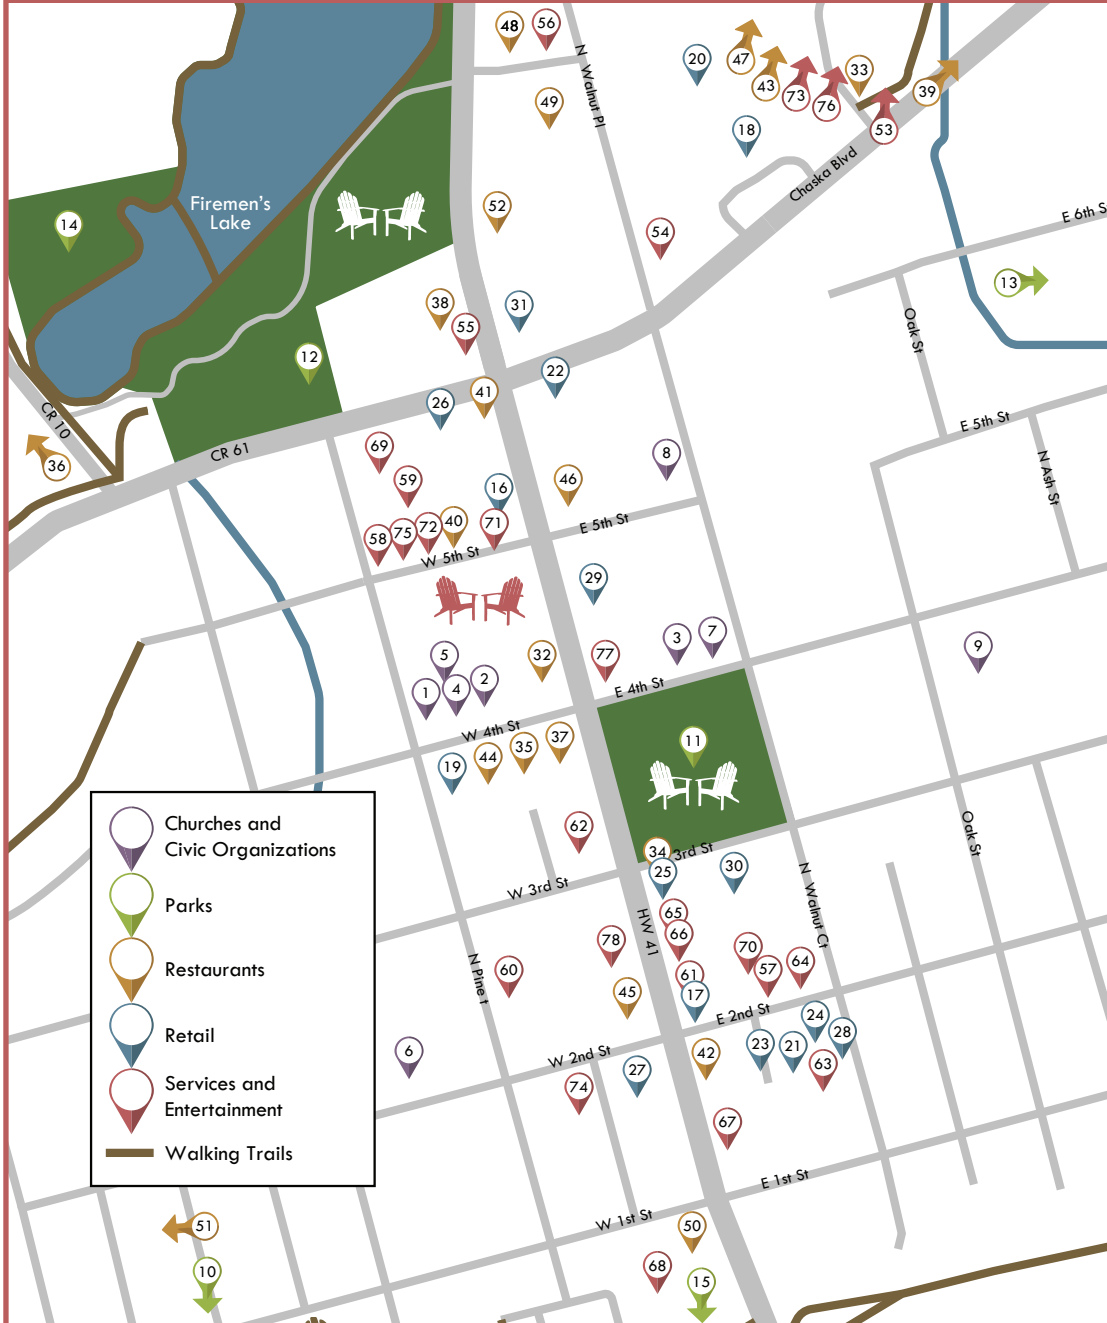 48
56
20
47
43
73
76
33
39
53
N Walnut Pl
49
18
Chaska Blvd
Firemen's
Lake
14
52
54
E 6th S
13
38
55
31
Oak St
12
22
41
26
CR 10
CR 61
36
69
59
8
E 5th St
N Ash St
16
46
58
75
72
40
71
E 5th St
W 5th St
29
5
32
77
3
7
9
1
4
2
E 4th St
W 4th St
19
44
35
37
11
62
34
3rd St
25
30
Oak St
W 3rd St
N Walnut Ct
HW 41
65
66
78
70
57
64
N Pine t
60
61
17
45
E 2nd St
24
28
23
21
63
6
W 2nd St
42
27
74
67
Churches and
Civic Organizations
Parks
Restaurants
Retail
Services and
Entertainment
Walking Trails
E 1st St
W 1st St
51
50
10
68
15